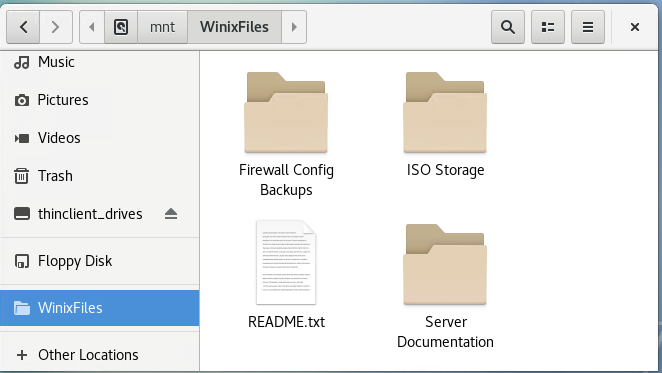 mnt WinixFiles
Music
Pictures
Videos
Trash
thinclient_drives
Floppy Disk
WinixFiles
Other Locations
Firewall Config
Backups
ISO Storage
README.txt
Server
Documentation